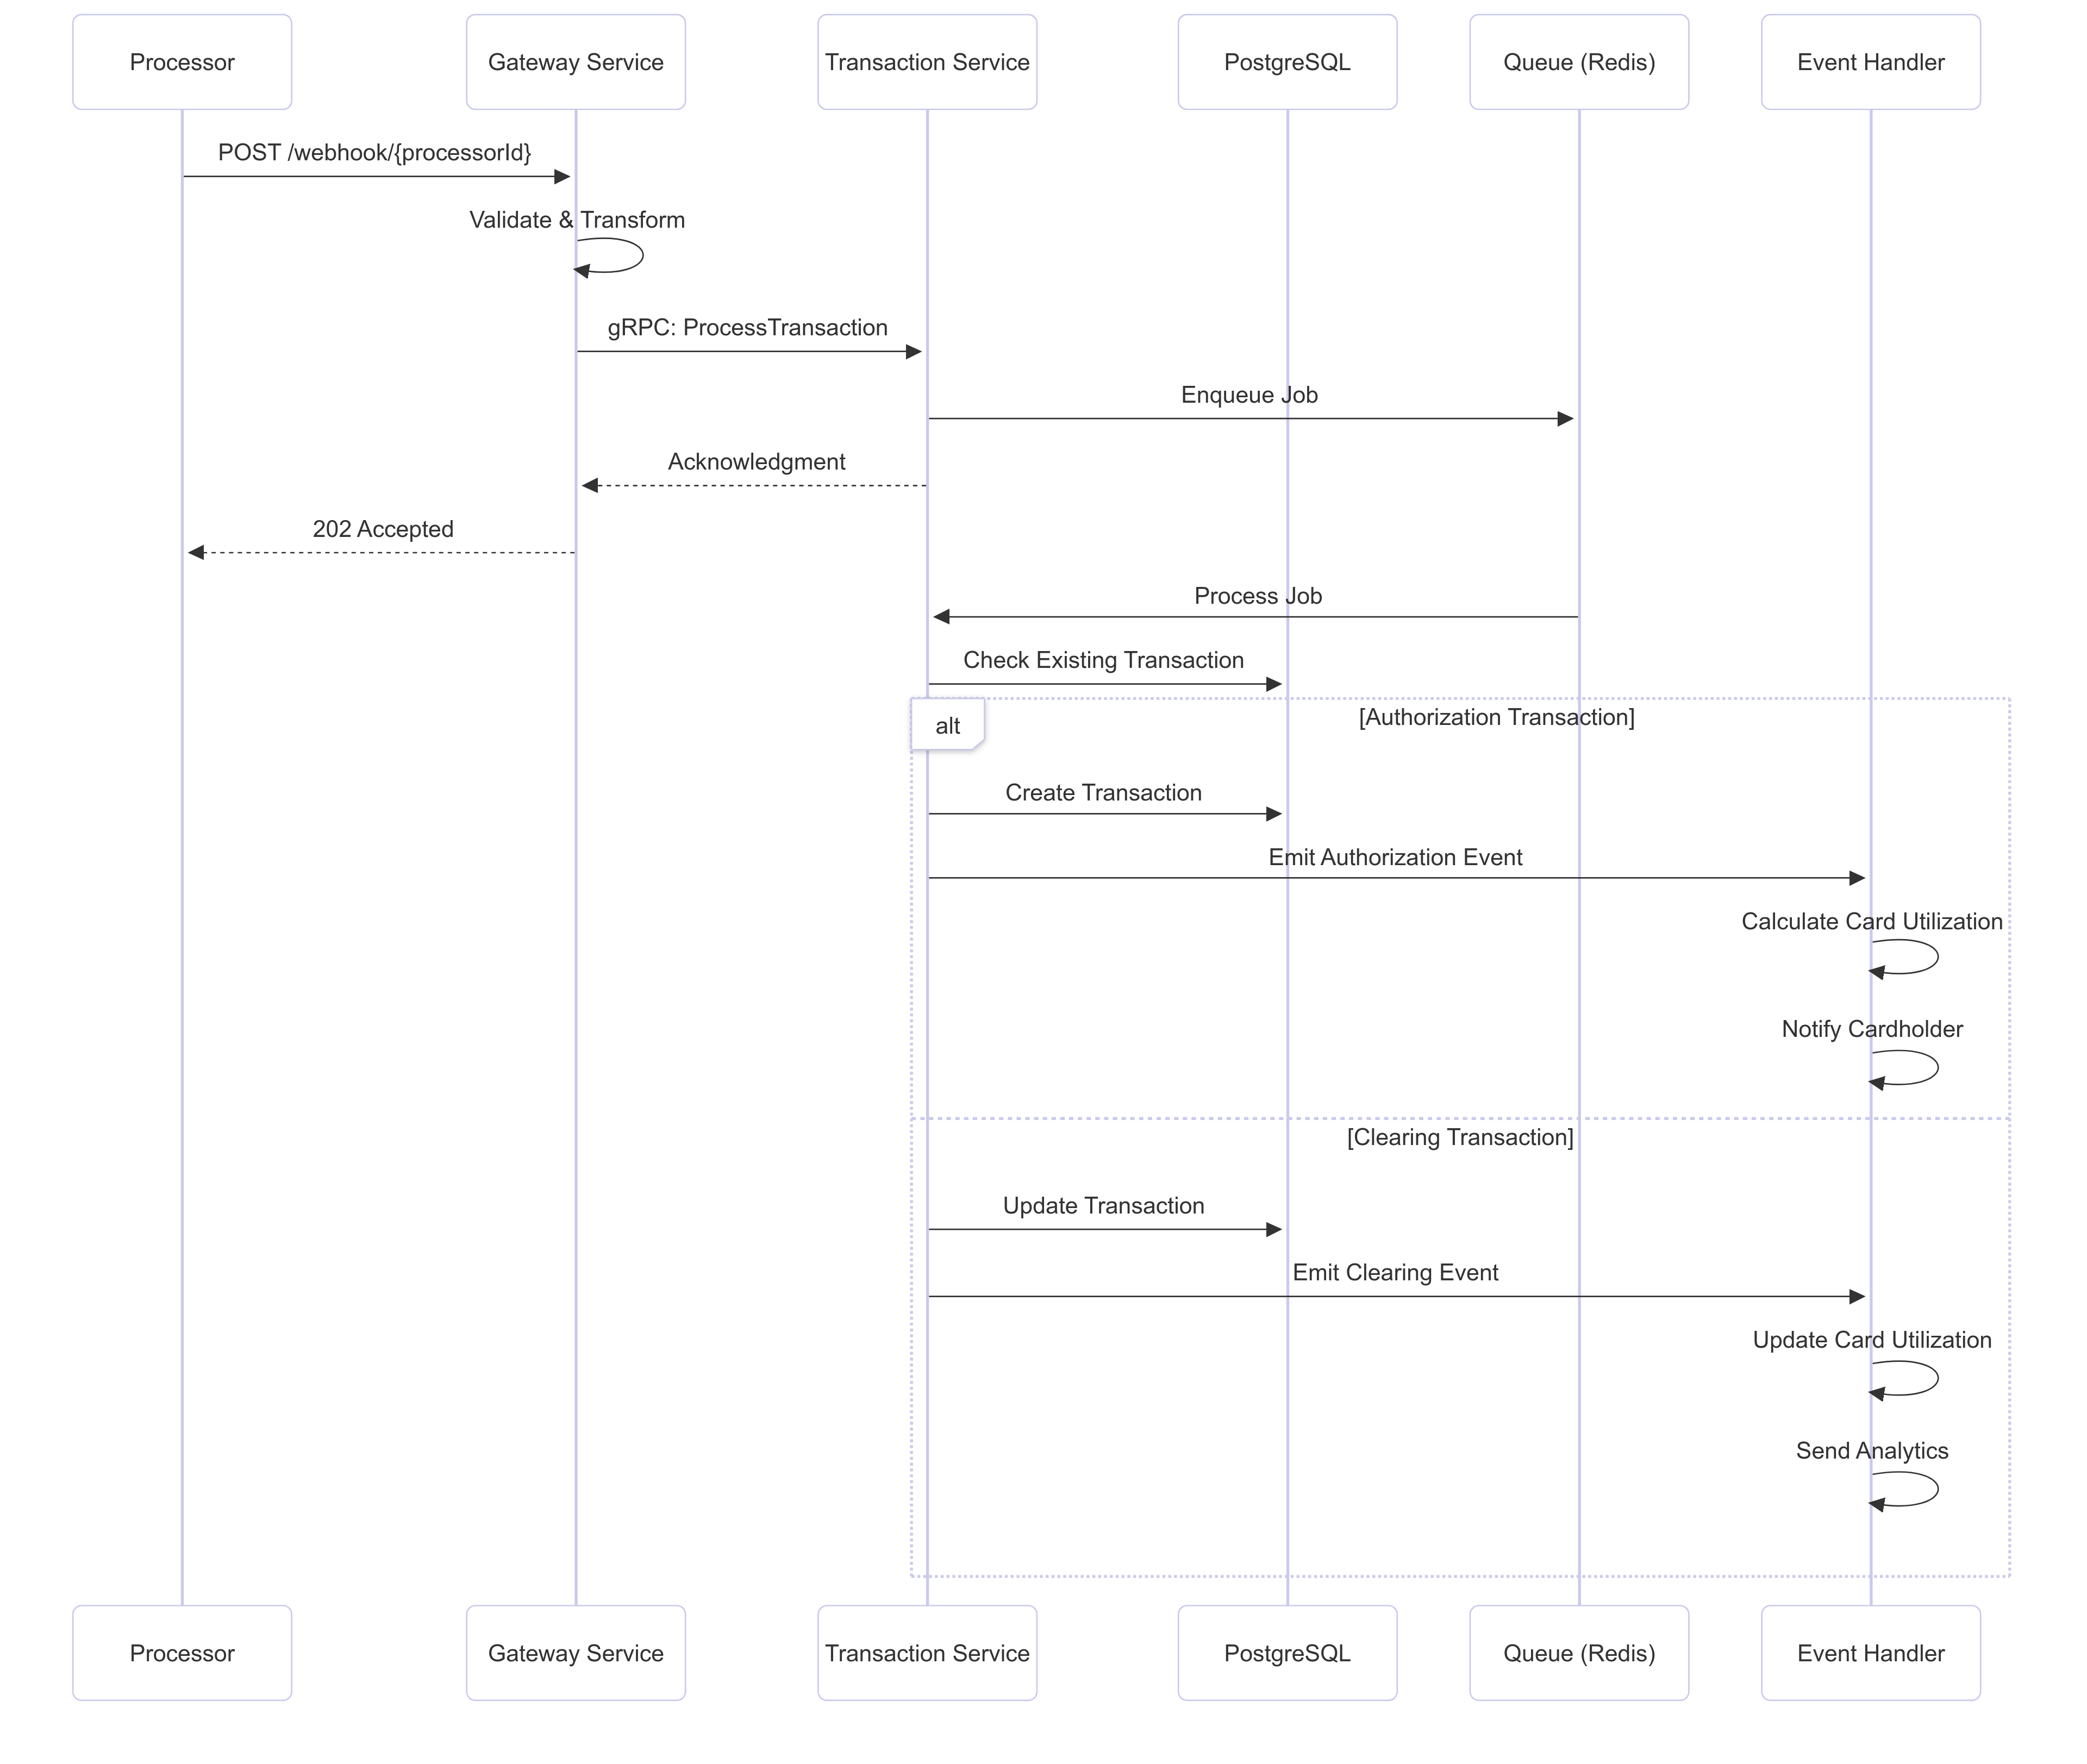 Processor
Gateway Service
Transaction Service
PostgreSQL
Queue (Redis)
Event Handler
POST /webhook/{processorId}
Validate & Transform
gRPC: ProcessTransaction
Enqueue Job
Acknowledgment
202 Accepted
Process Job
Check Existing Transaction
alt
[Authorization Transaction]
Create Transaction
Emit Authorization Event
Calculate Card Utilization
Notify Cardholder
[Clearing Transaction]
Update Transaction
Emit Clearing Event
Update Card Utilization
Send Analytics
Processor
Gateway Service
Transaction Service
PostgreSQL
Queue (Redis)
Event Handler